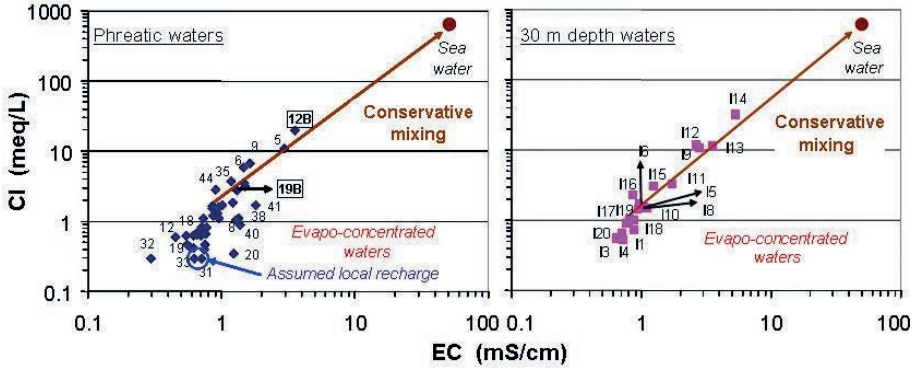 1000
100
10
1
0.1
Cl (meq/L)
Phreatic waters
Sea
water
Conservative
mixing
12B
5
9
6
35
44
19B
41
38
8
40
18
12
20
32
19
33
31
Evapo-concentrated
waters
Assumed local recharge
0.1
1
10
100
30 m depth waters
Sea
water
Conservative
mixing
I14
I12
I9
I13
I6
I15
I11
I16
I5
I8
I17
I19
I10
I18
I20
I3
I4
I1
Evapo-concentrated
waters
0.1
1
10
100
EC (mS/cm)